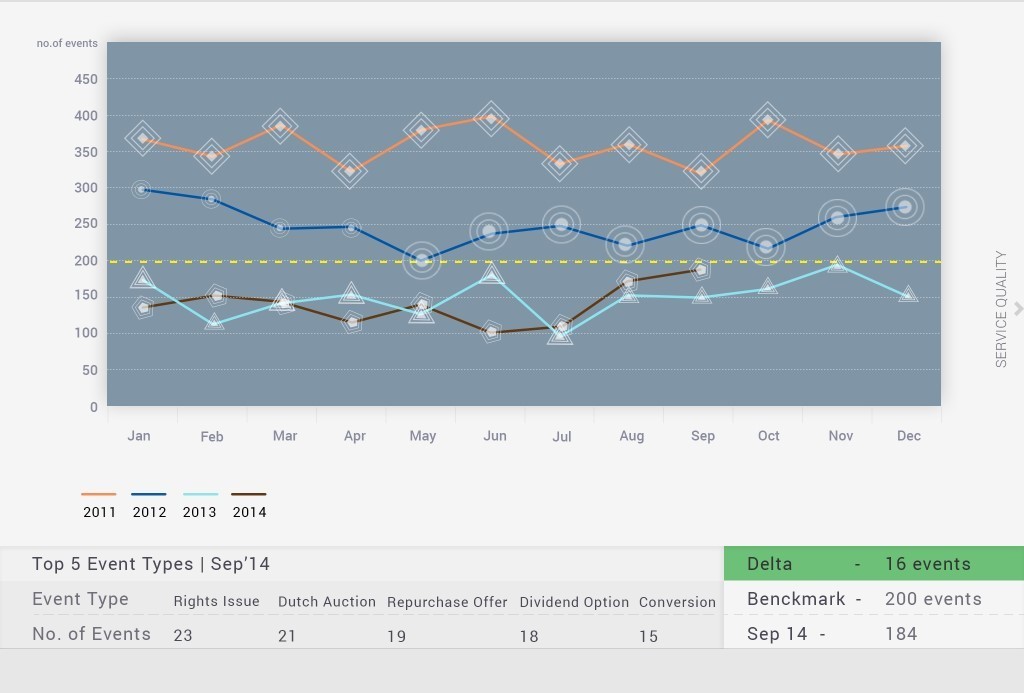 no.of events
450
400
350
300
250
200
150
100
50
0
Jan Feb Mar Apr May Jun Jul Aug Sep Oct Nov Dec
SERVICE QUALITY
2011 2012 2013 2014
Top 5 Event Types | Sep'14
Event Type Rights Issue Dutch Auction Repurchase Offer Dividend Option Conversion
No. of Events 23 21 19 18 15
Delta - 16 events
Benckmark - 200 events
Sep 14 - 184